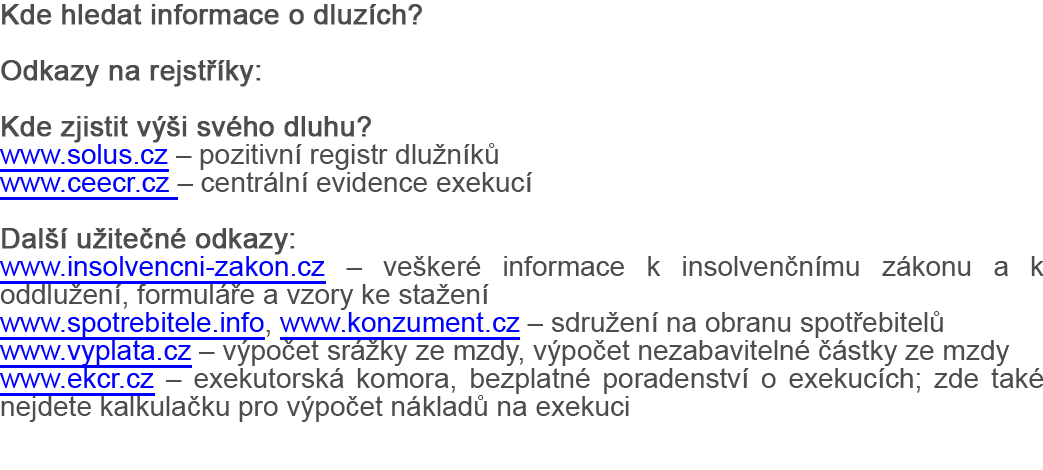 Kde hledat informace o dluzích?
Odkazy na rejstříky:
Kde zjistit výši svého dluhu?
www.solus.cz – pozitivní registr dlužníků
www.ceecr.cz – centrální evidence exekucí
Další užitečné odkazy:
www.insolvencni-zakon.cz – veškeré informace k insolvenčnímu zákonu a k
oddlužení, formuláře a vzory ke stažení
www.spotrebitele.info, www.konzument.cz – sdružení na obranu spotřebitelů
www.vyplata.cz – výpočet srážky ze mzdy, výpočet nezabavitelné částky ze mzdy
www.ekcr.cz – exekutorská komora, bezplatné poradenství o exekucích; zde také
nejdete kalkulačku pro výpočet nákladů na exekuci